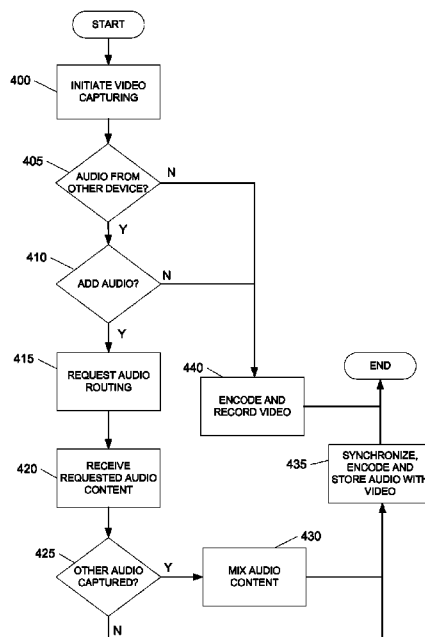 START
400
INITIATE VIDEO
CAPTURING
405
AUDIO FROM
OTHER DEVICE?
N
Y
410
ADD AUDIO?
N
Y
415
REQUEST AUDIO
ROUTING
440
ENCODE AND
RECORD VIDEO
END
420
RECEIVE
REQUESTED AUDIO
CONTENT
435
SYNCHRONIZE,
ENCODE AND
STORE AUDIO WITH
VIDEO
425
OTHER AUDIO
CAPTURED?
Y
N
430
MIX AUDIO
CONTENT